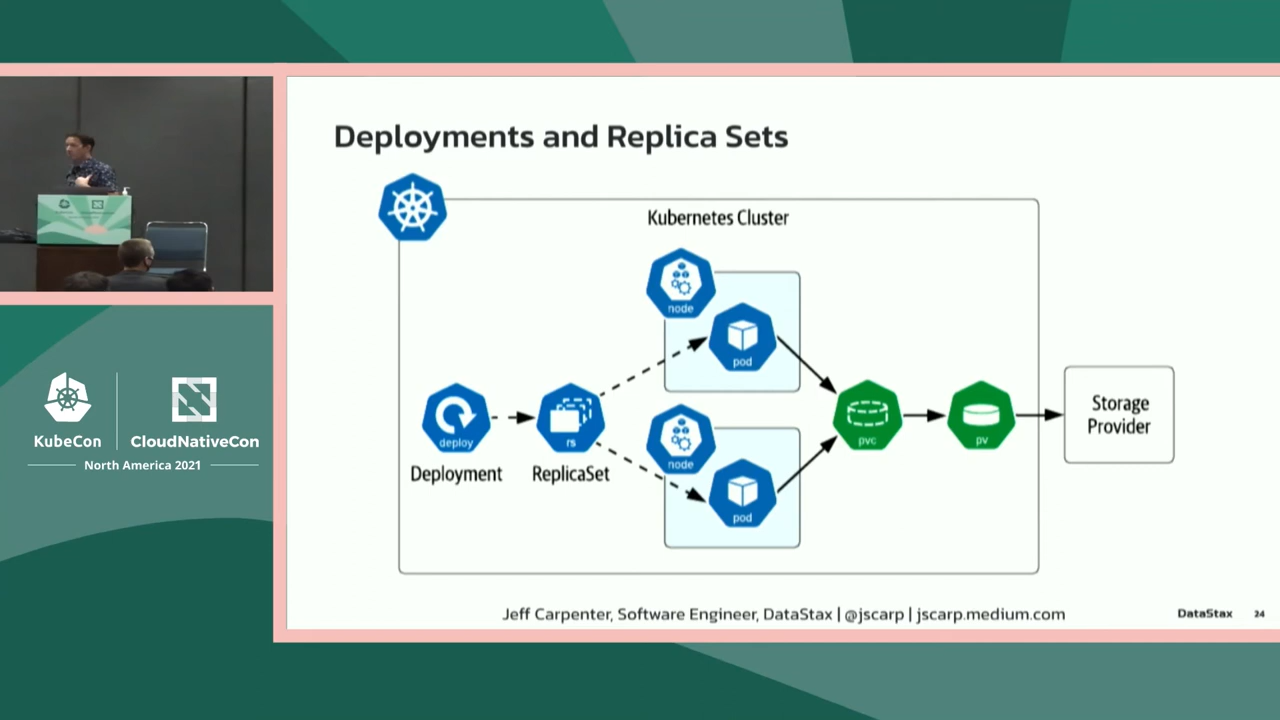 Deployments and Replica Sets
Kubernetes Cluster
node
pod
deploy
Deployment
rs
ReplicaSet
node
pod
pvc
pv
Storage
Provider
Jeff Carpenter, Software Engineer, DataStax | @jscarp | jscarp.medium.com
DataStax 24
KubeCon
CloudNativeCon
North America 2021